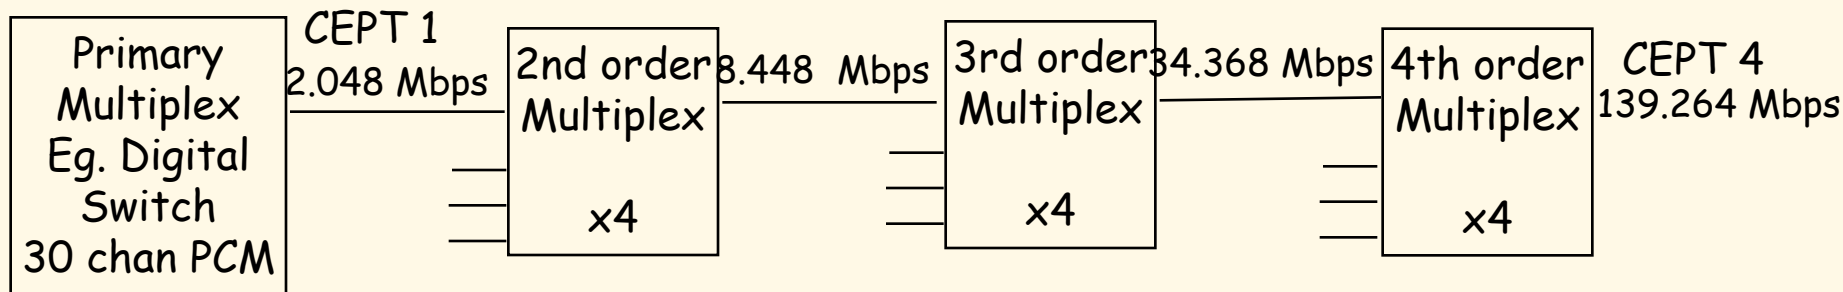 Primary
Multiplex
Eg. Digital
Switch
30 chan PCM
CEPT 1
2.048 Mbps
2nd order
Multiplex
x4
8.448 Mbps
3rd order
Multiplex
x4
34.368 Mbps
4th order
Multiplex
x4
CEPT 4
139.264 Mbps